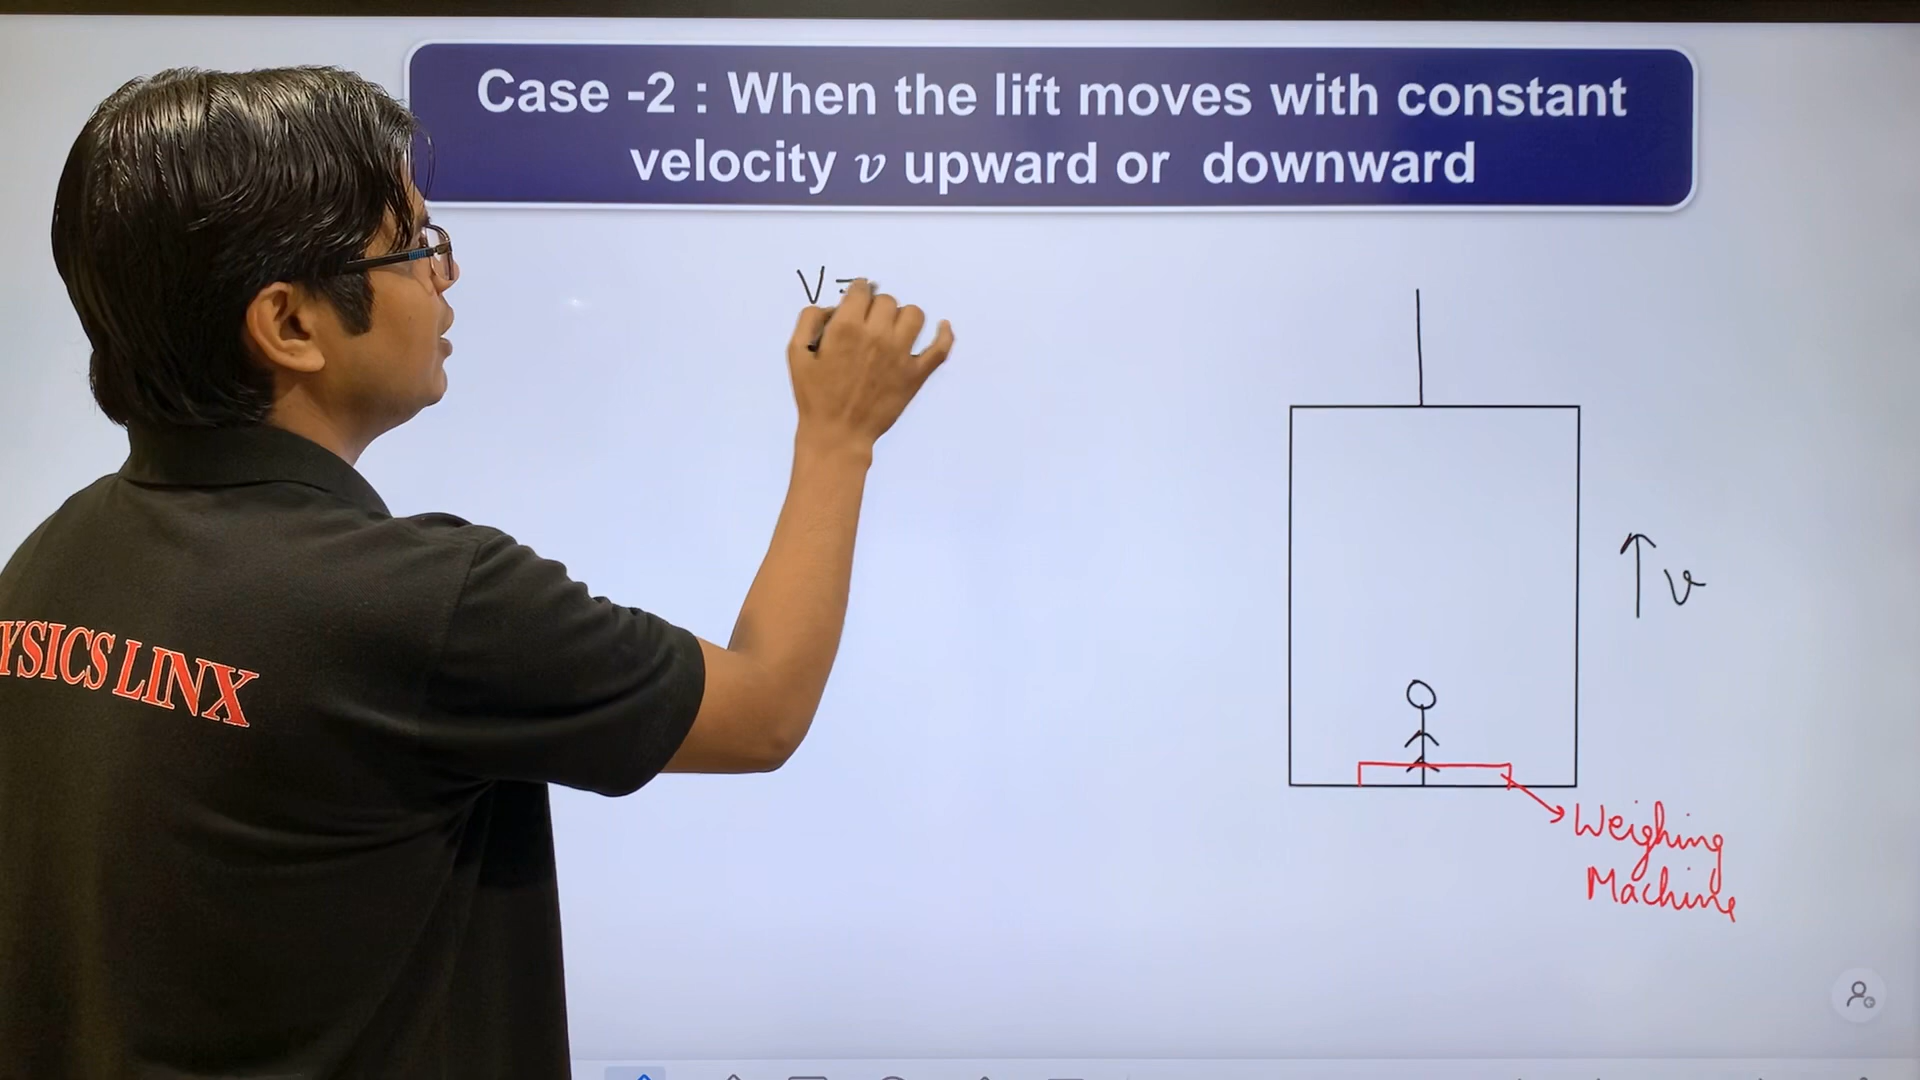 Case -2 : When the lift moves with constant
velocity v upward or downward
V =
v
Weighing
Machine
YSICS LINX